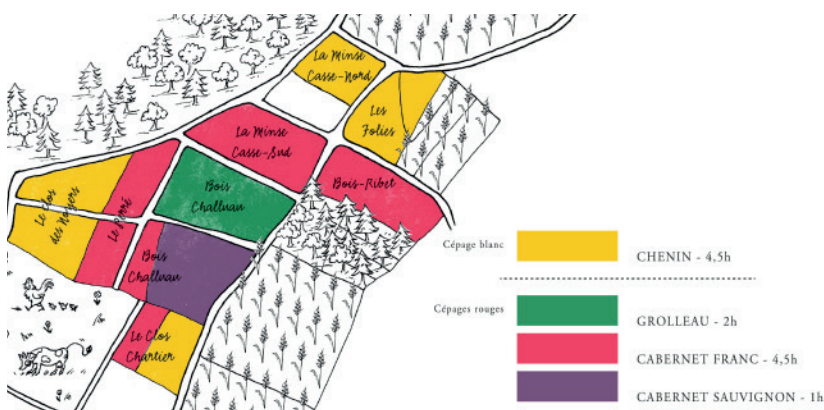 La Minse
Casse-Nord
Les
Folies
La Minse
Casse-Sud
Bois-Ribet
Bois
Challuau
Le Clos
des Noyers
Le Perré
Bois
Challuau
Le Clos
Chartier
Cépage blanc
CHENIN - 4,5h
Cépages rouges
GROLLEAU - 2h
CABERNET FRANC - 4,5h
CABERNET SAUVIGNON - 1h